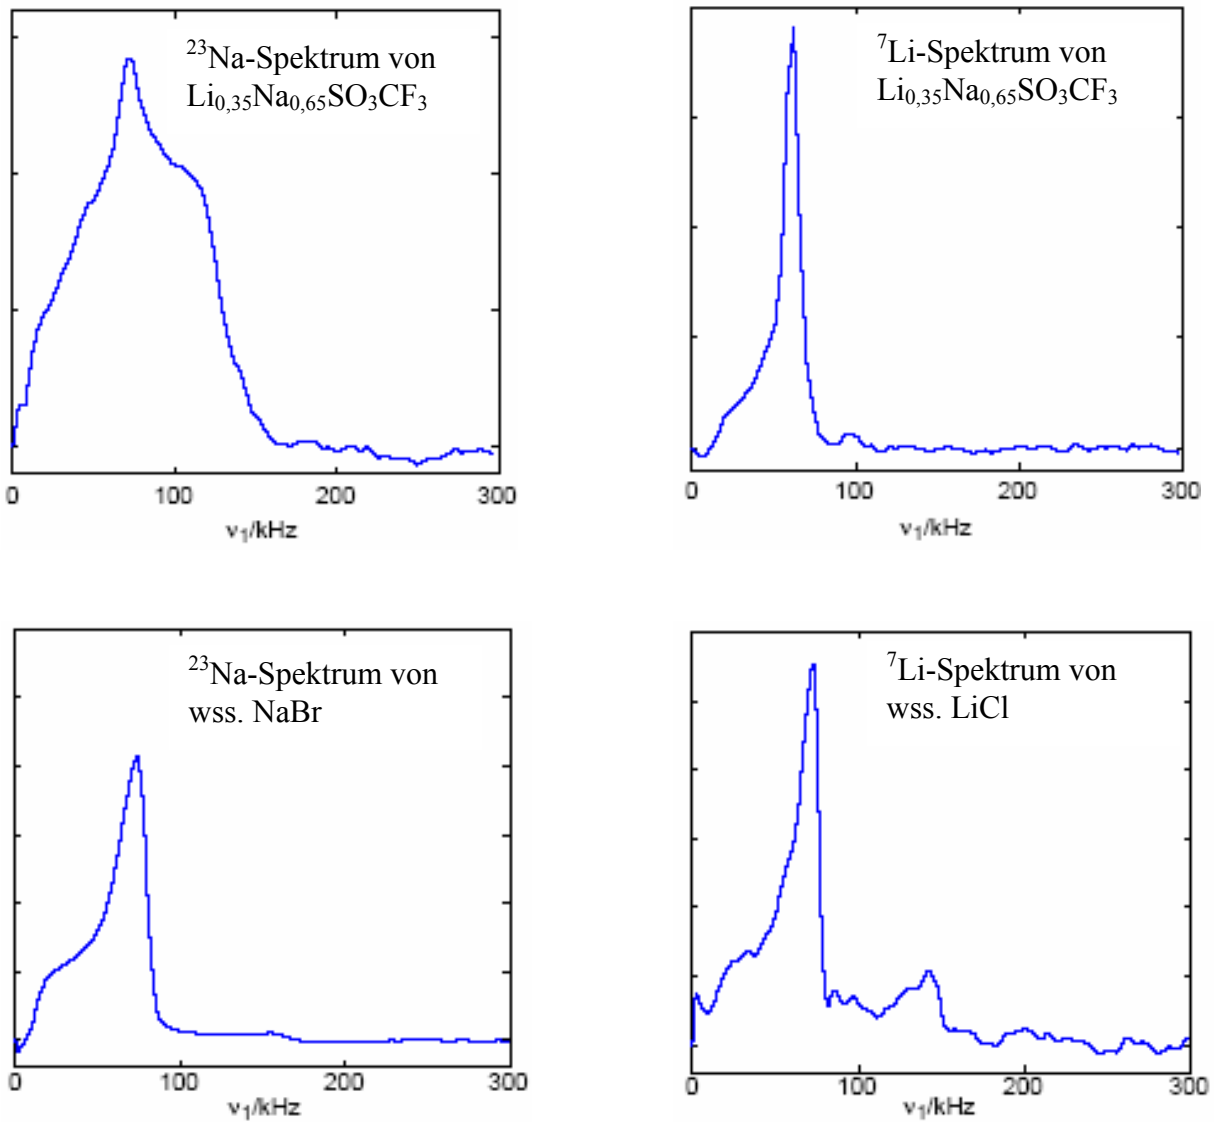 ²³Na-Spektrum von
Li₀,₃₅Na₀,₆₅SO₃CF₃
0 100 200 300
ν₁/kHz
⁷Li-Spektrum von
Li₀,₃₅Na₀,₆₅SO₃CF₃
0 100 200 300
ν₁/kHz
²³Na-Spektrum von
wss. NaBr
0 100 200 300
ν₁/kHz
⁷Li-Spektrum von
wss. LiCl
0 100 200 300
ν₁/kHz